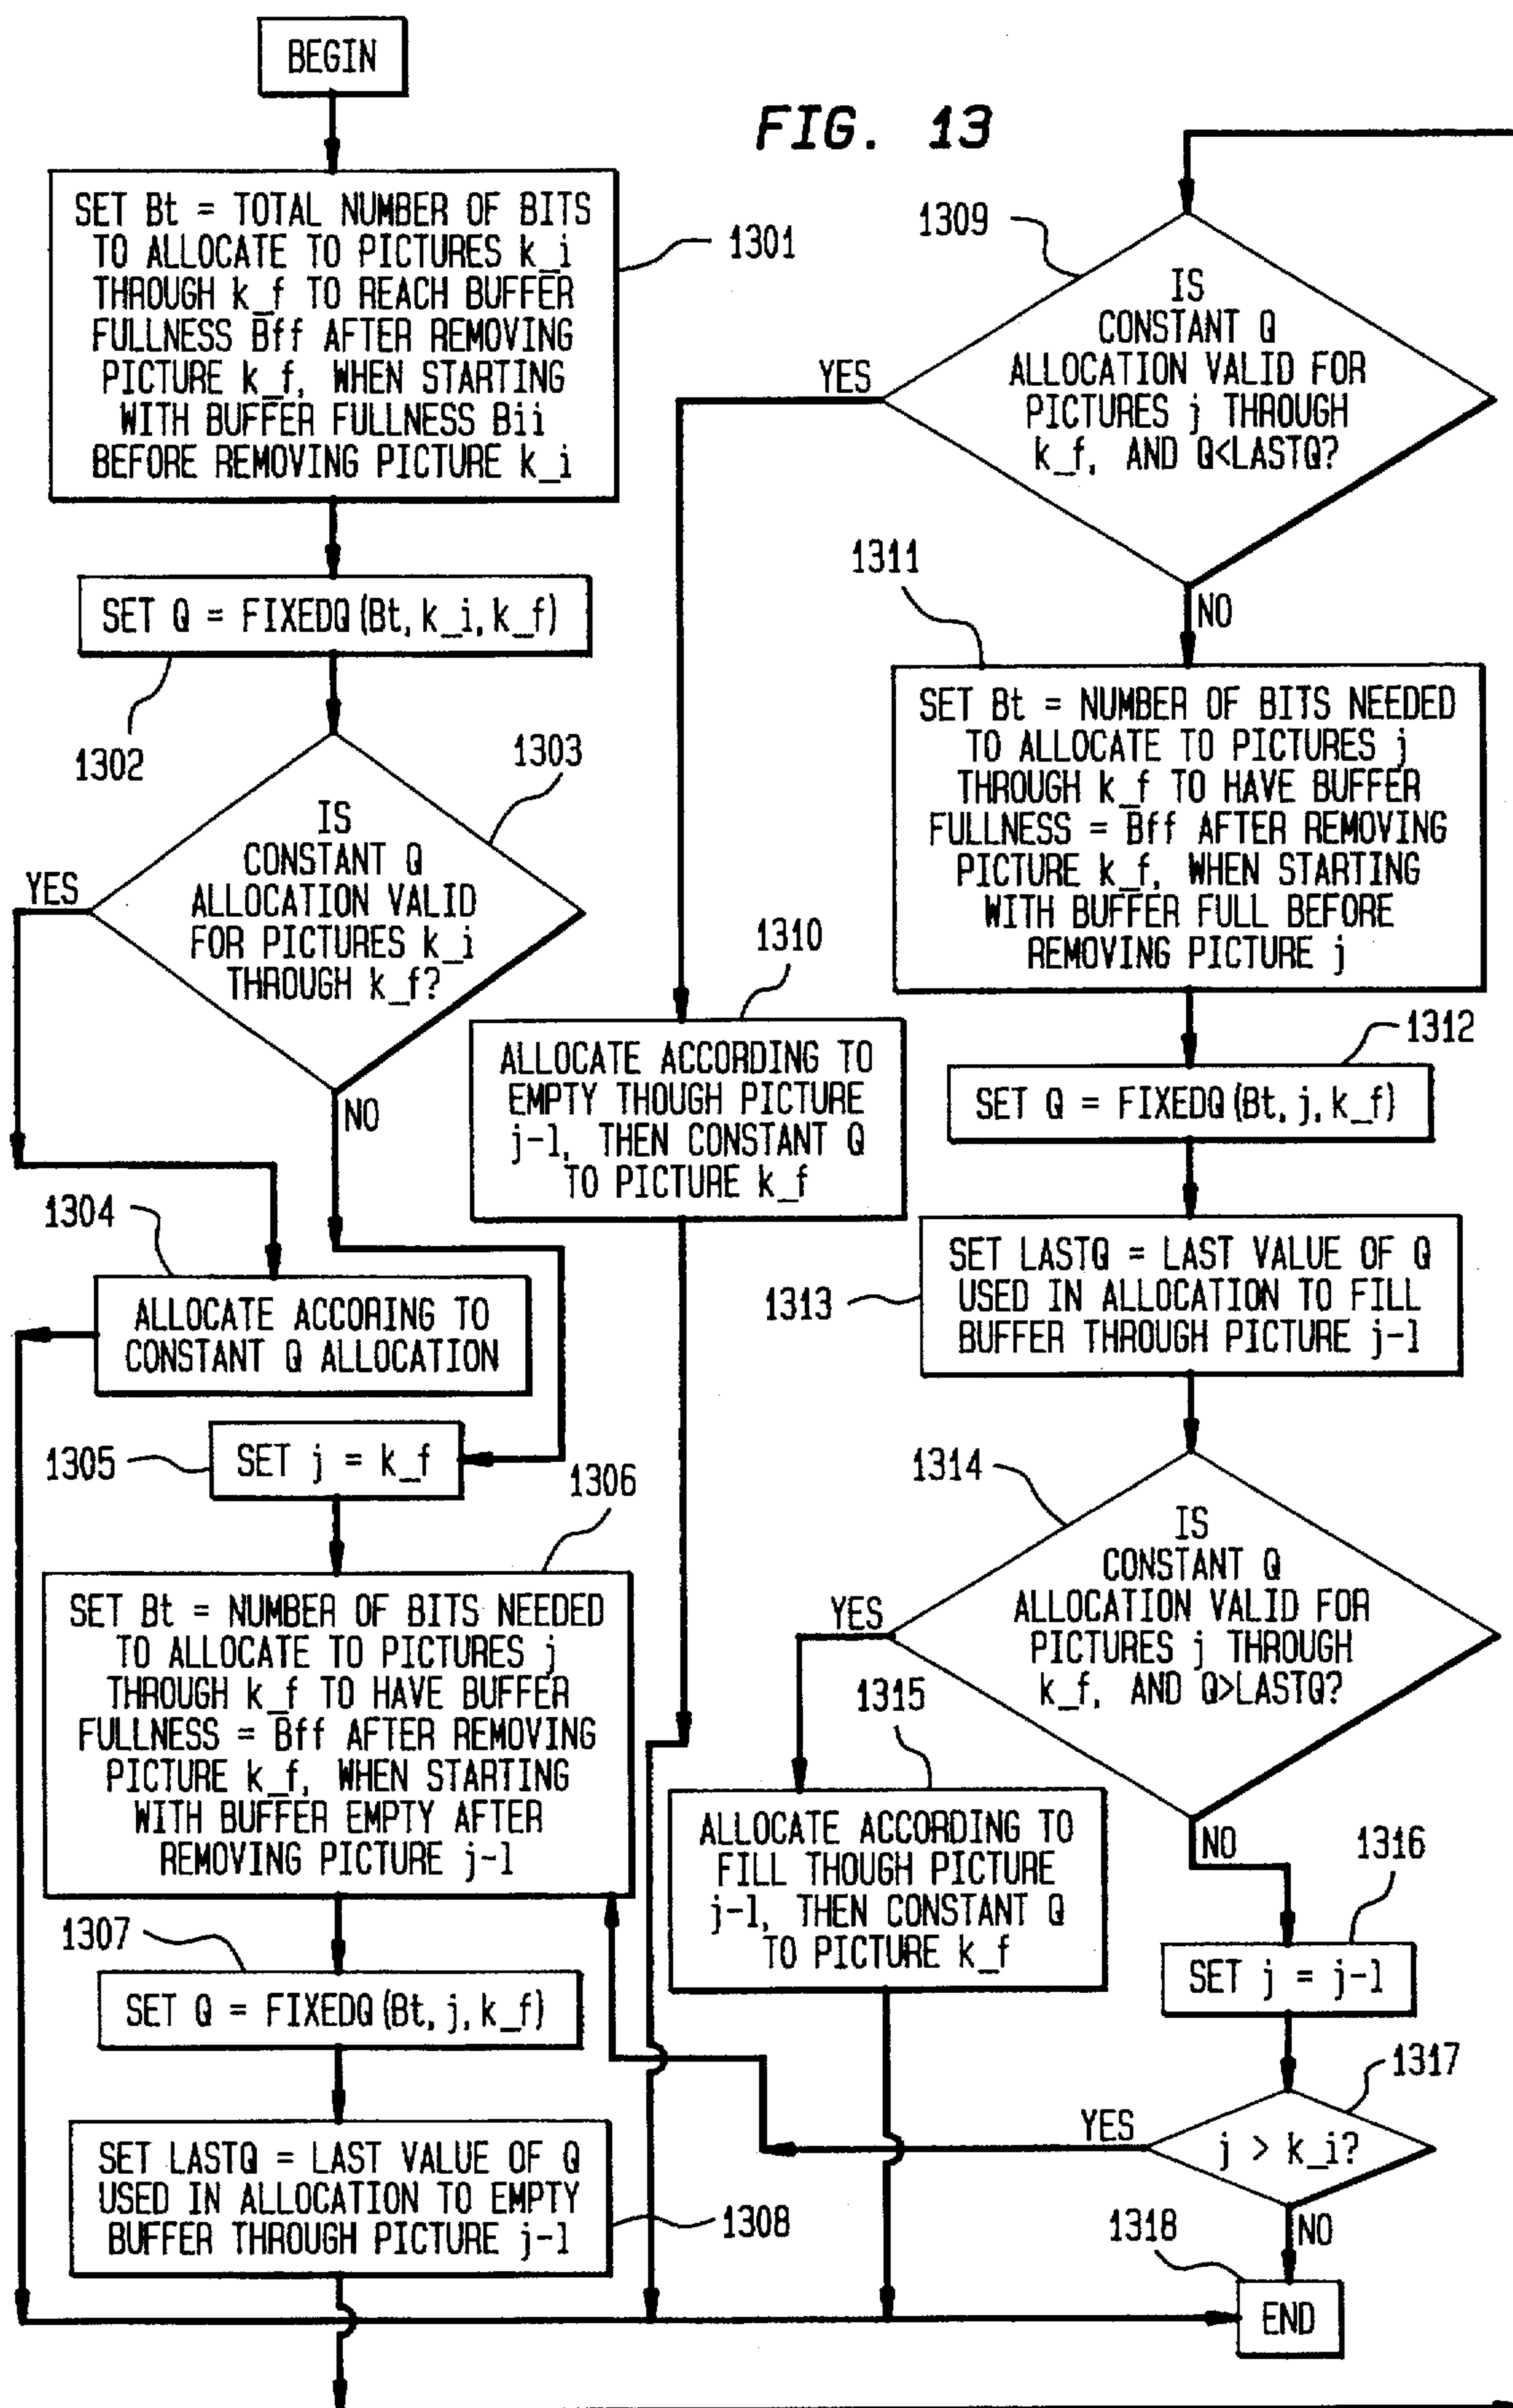 BEGIN
FIG. 13
SET Bt = TOTAL NUMBER OF BITS
TO ALLOCATE TO PICTURES k_i
THROUGH k_f TO REACH BUFFER
FULLNESS Bff AFTER REMOVING
PICTURE k_f, WHEN STARTING
WITH BUFFER FULLNESS Bii
BEFORE REMOVING PICTURE k_i
1301
SET Q = FIXEDQ(Bt, k_i, k_f)
1302
1303
IS
CONSTANT Q
ALLOCATION VALID
FOR PICTURES k_i
THROUGH k_f?
YES
NO
1304
ALLOCATE ACCORING TO
CONSTANT Q ALLOCATION
1305
SET j = k_f
1306
SET Bt = NUMBER OF BITS NEEDED
TO ALLOCATE TO PICTURES j
THROUGH k_f TO HAVE BUFFER
FULLNESS = Bff AFTER REMOVING
PICTURE k_f, WHEN STARTING
WITH BUFFER EMPTY AFTER
REMOVING PICTURE j-1
1307
SET Q = FIXEDQ(Bt, j, k_f)
SET LASTQ = LAST VALUE OF Q
USED IN ALLOCATION TO EMPTY
BUFFER THROUGH PICTURE j-1
1308
1309
IS
CONSTANT Q
ALLOCATION VALID FOR
PICTURES j THROUGH
k_f, AND Q<LASTQ?
YES
NO
1310
ALLOCATE ACCORDING TO
EMPTY THOUGH PICTURE
j-1, THEN CONSTANT Q
TO PICTURE k_f
1311
SET Bt = NUMBER OF BITS NEEDED
TO ALLOCATE TO PICTURES j
THROUGH k_f TO HAVE BUFFER
FULLNESS = Bff AFTER REMOVING
PICTURE k_f, WHEN STARTING
WITH BUFFER FULL BEFORE
REMOVING PICTURE j
1312
SET Q = FIXEDQ(Bt, j, k_f)
1313
SET LASTQ = LAST VALUE OF Q
USED IN ALLOCATION TO FILL
BUFFER THROUGH PICTURE j-1
1314
IS
CONSTANT Q
ALLOCATION VALID FOR
PICTURES j THROUGH
k_f, AND Q>LASTQ?
YES
NO
1315
ALLOCATE ACCORDING TO
FILL THOUGH PICTURE
j-1, THEN CONSTANT Q
TO PICTURE k_f
1316
SET j = j-1
1317
j > k_i?
YES
NO
1318
END